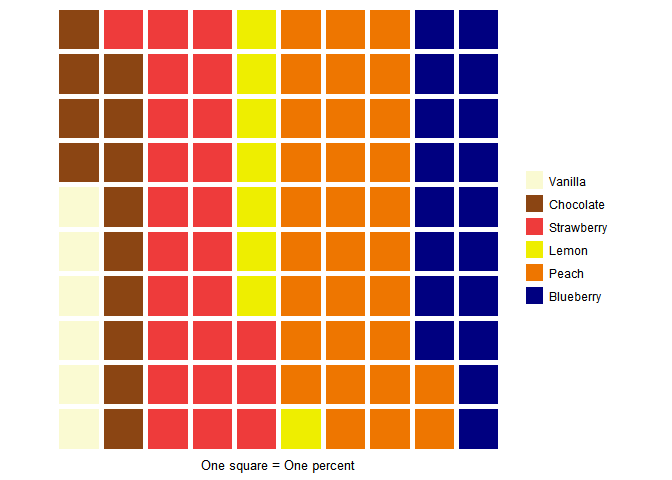 Vanilla
Chocolate
Strawberry
Lemon
Peach
Blueberry
One square = One percent